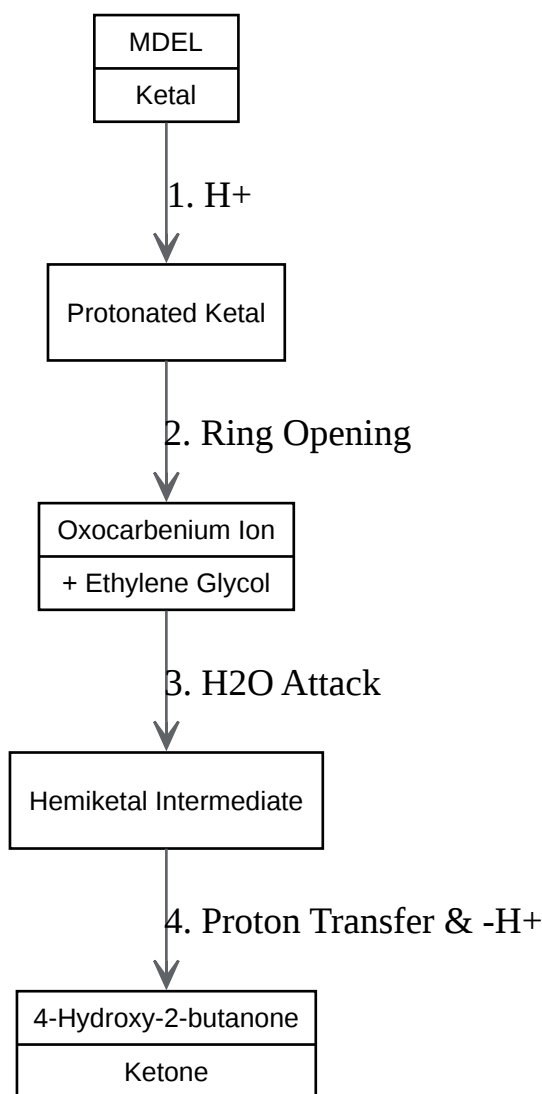 MDEL
Ketal
1. H+
Protonated Ketal
2. Ring Opening
Oxocarbenium Ion
+ Ethylene Glycol
3. H2O Attack
Hemiketal Intermediate
4. Proton Transfer & -H+
4-Hydroxy-2-butanone
Ketone